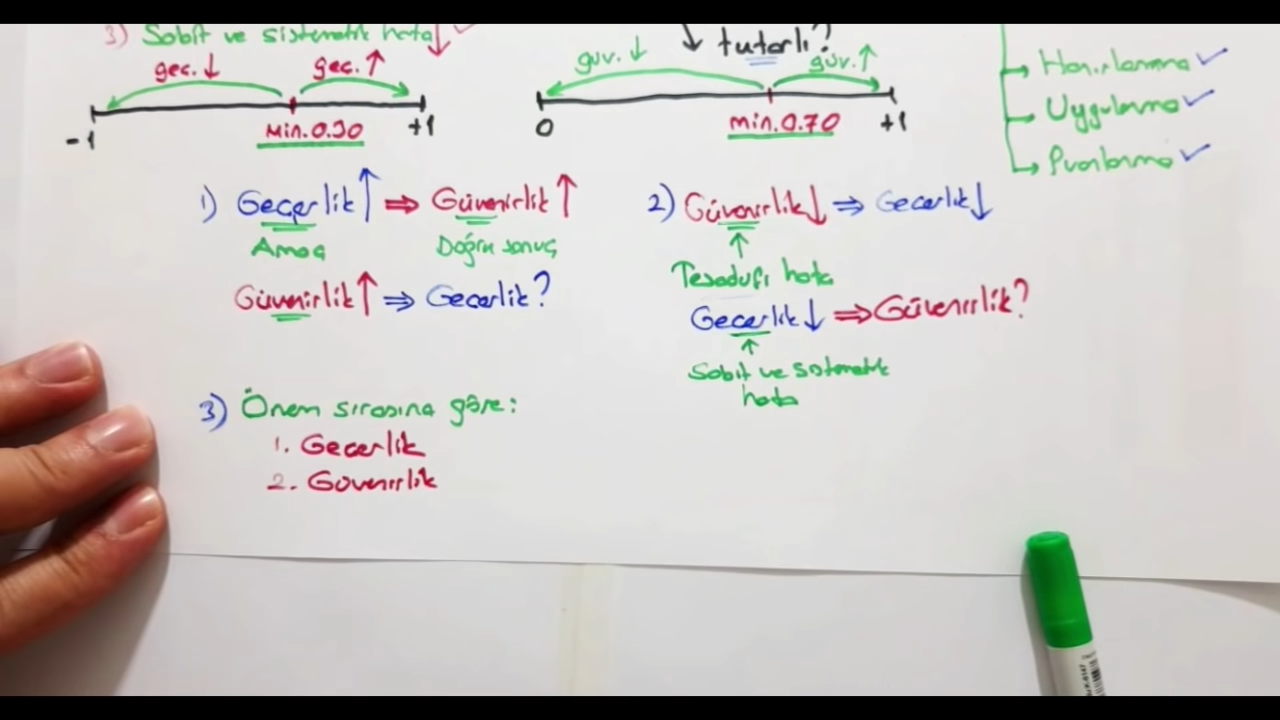 3) Sabit ve sistematik hata↓ ✓
geç.↓ geç.↑
-1 Min.0.30 +1
↓ tutarlı?
güv.↓ güv.↑
0 min.0.70 +1
→ Hazırlanma ✓
→ Uygulama ✓
→ Puanlama ✓
1) Geçerlik↑ ⇒ Güvenirlik↑
Amaç Doğru sonuç
Güvenirlik↑ ⇒ Geçerlik?
2) Güvenirlik↓ ⇒ Geçerlik↓
↑
Tesadüfi hata
Geçerlik↓ ⇒ Güvenirlik?
↑
Sabit ve sistematik
hata
3) Önem sırasına göre:
1. Geçerlik
2. Güvenirlik